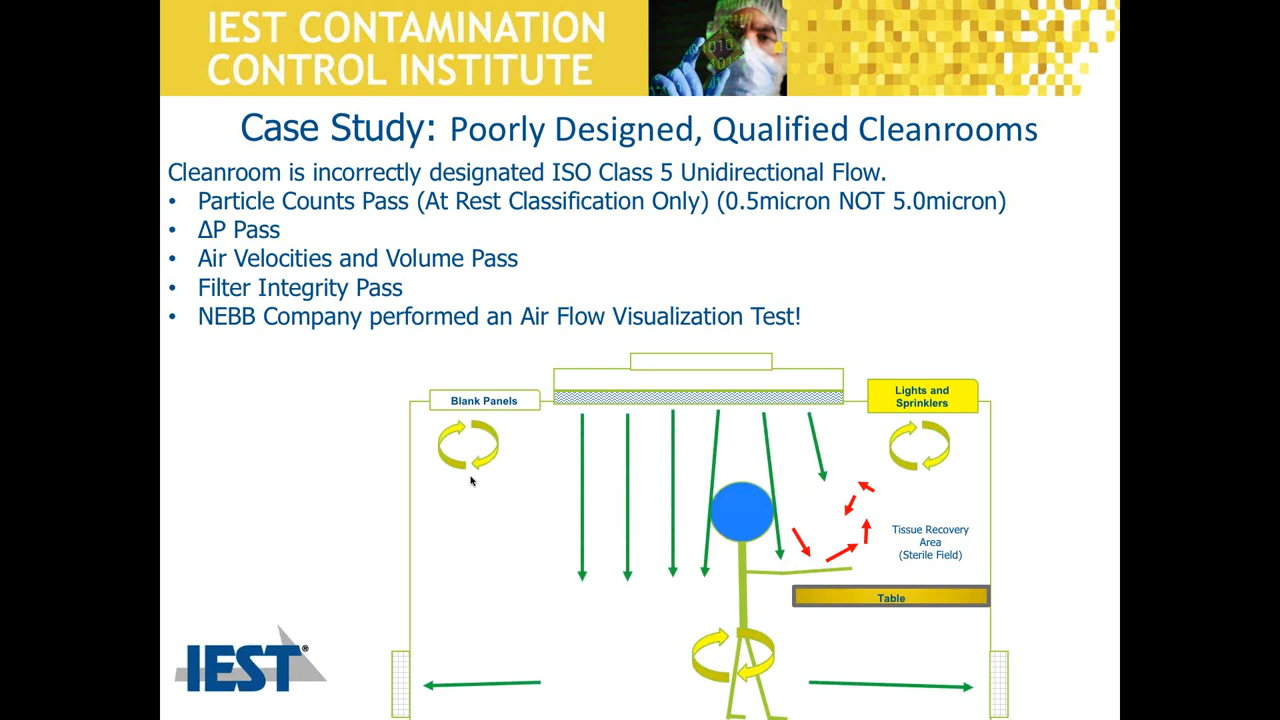 IEST CONTAMINATION
CONTROL INSTITUTE
Case Study: Poorly Designed, Qualified Cleanrooms
Cleanroom is incorrectly designated ISO Class 5 Unidirectional Flow.
• Particle Counts Pass (At Rest Classification Only) (0.5micron NOT 5.0micron)
• ΔP Pass
• Air Velocities and Volume Pass
• Filter Integrity Pass
• NEBB Company performed an Air Flow Visualization Test!
Blank Panels
Lights and
Sprinklers
Tissue Recovery
Area
(Sterile Field)
Table
IEST®